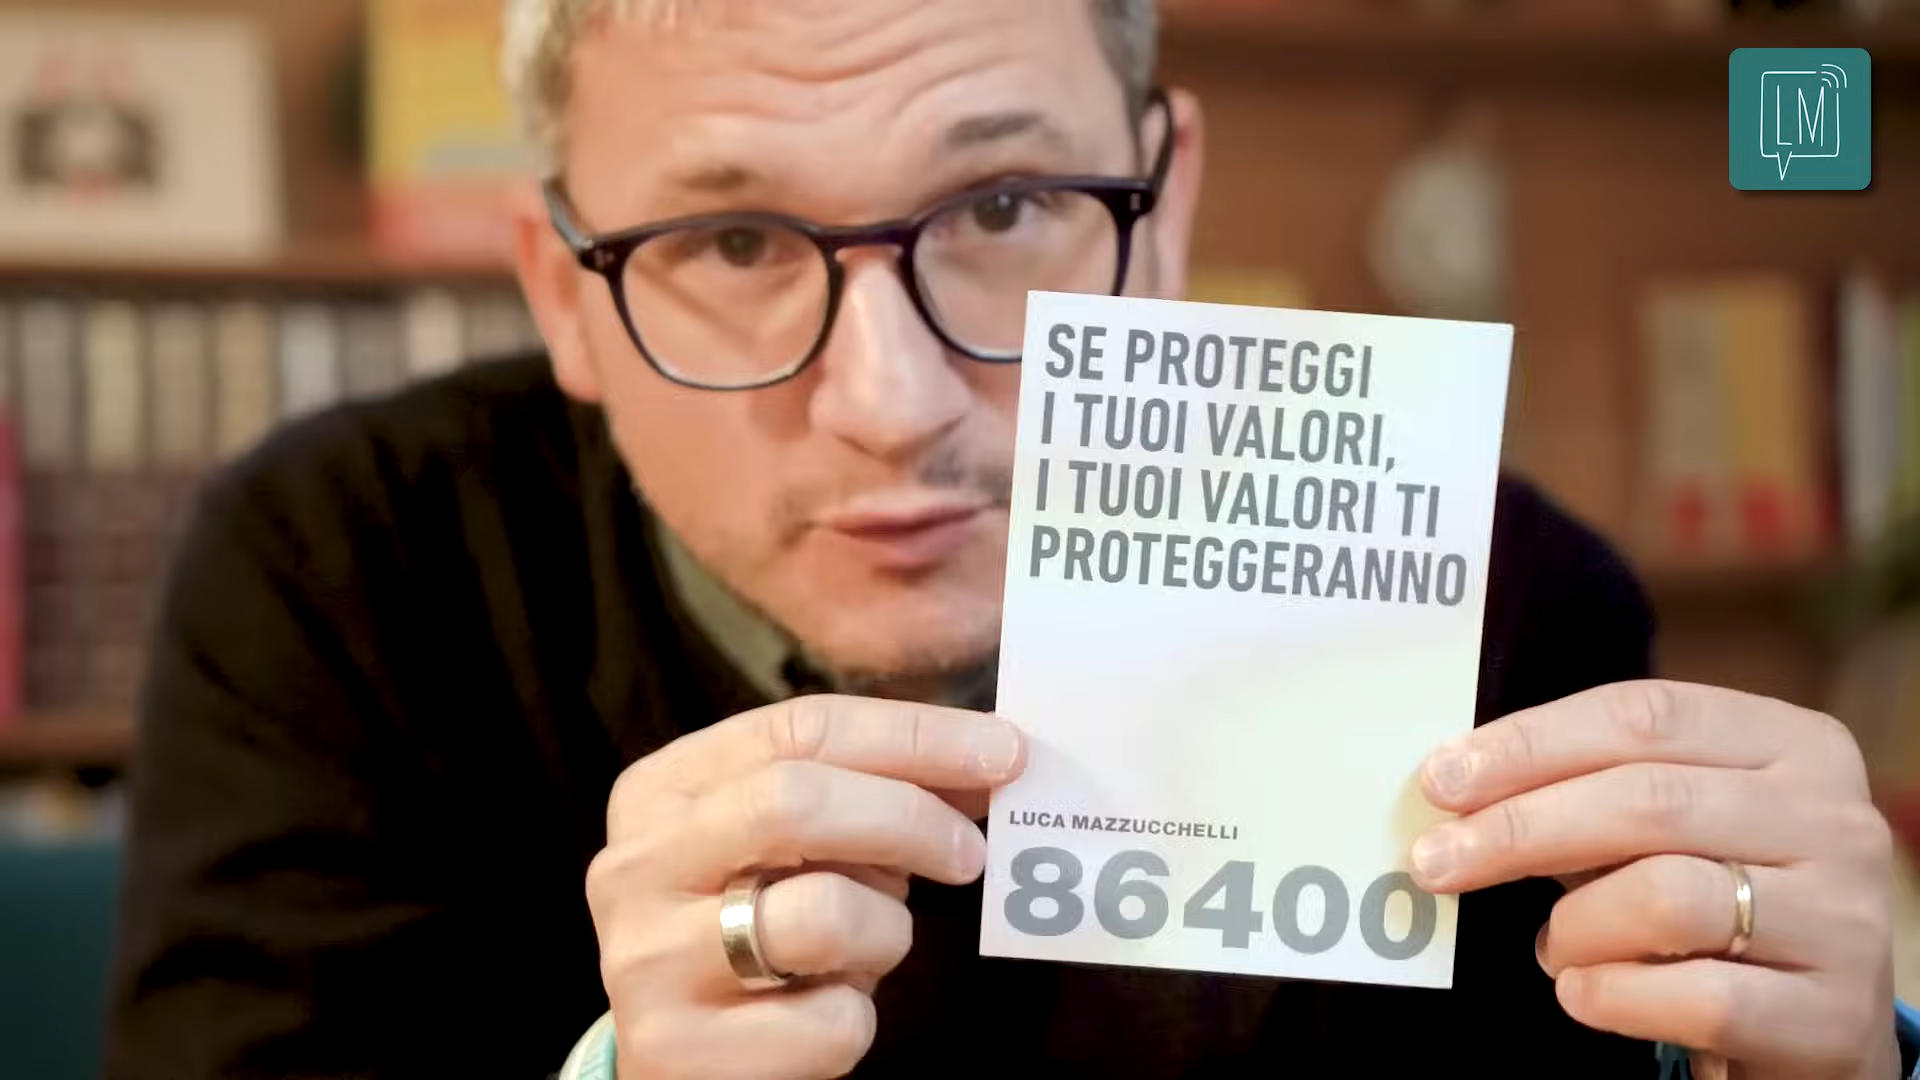 LM
SE PROTEGGI
I TUOI VALORI,
I TUOI VALORI TI
PROTEGGERANNO
LUCA MAZZUCCHELLI
86400